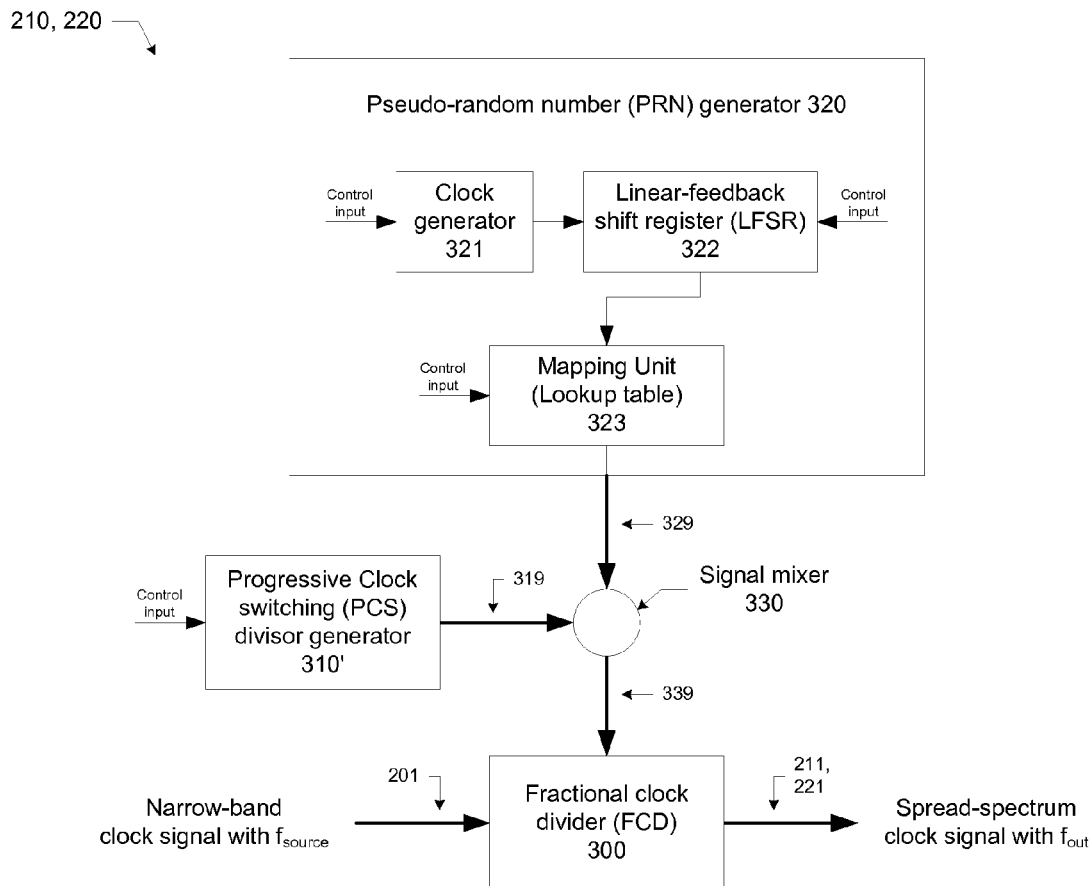 210, 220
Pseudo-random number (PRN) generator 320
Control
input
Clock
generator
321
Linear-feedback
shift register (LFSR)
322
Control
input
Control
input
Mapping Unit
(Lookup table)
323
329
Control
input
Progressive Clock
switching (PCS)
divisor generator
310'
319
Signal mixer
330
339
Narrow-band
clock signal with fsource
201
Fractional clock
divider (FCD)
300
211,
221
Spread-spectrum
clock signal with fout